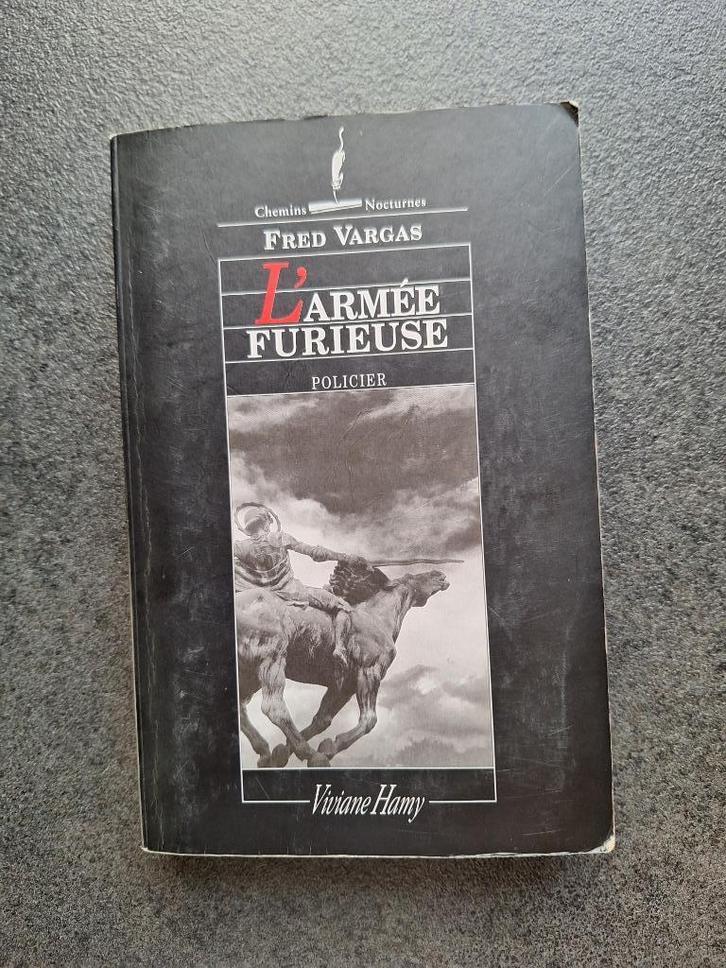 Chemins Nocturnes
FRED VARGAS
L'ARMÉE
FURIEUSE
POLICIER
Viviane Hamy